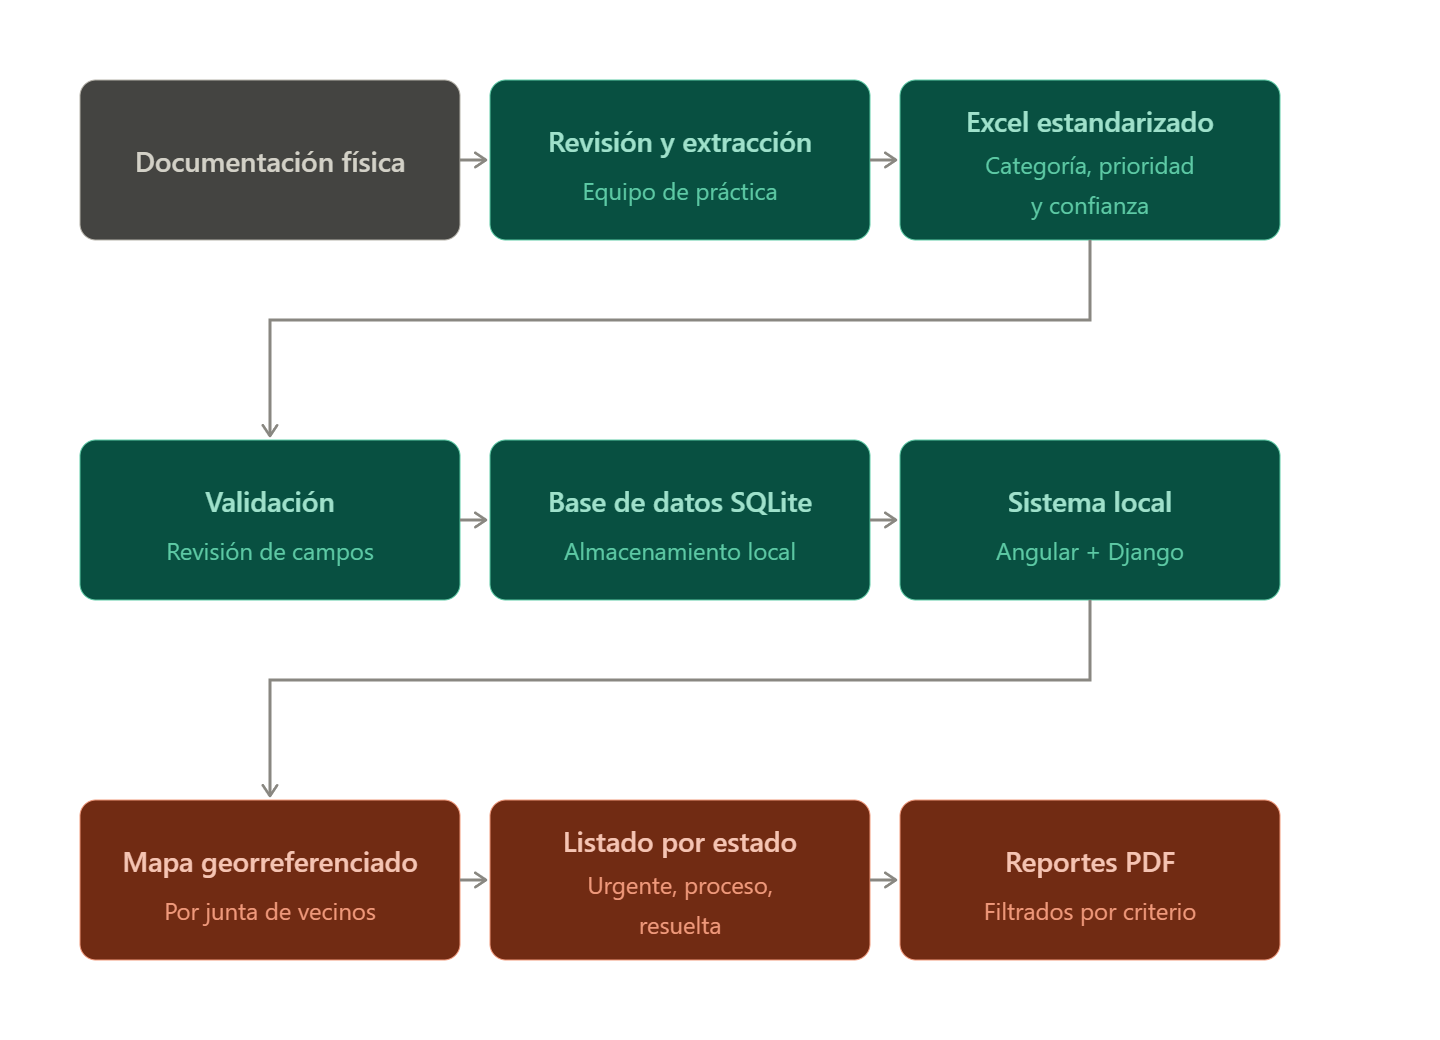 Documentación física
Revisión y extracción
Equipo de práctica
Excel estandarizado
Categoría, prioridad
y confianza
Validación
Revisión de campos
Base de datos SQLite
Almacenamiento local
Sistema local
Angular + Django
Mapa georreferenciado
Por junta de vecinos
Listado por estado
Urgente, proceso,
resuelta
Reportes PDF
Filtrados por criterio